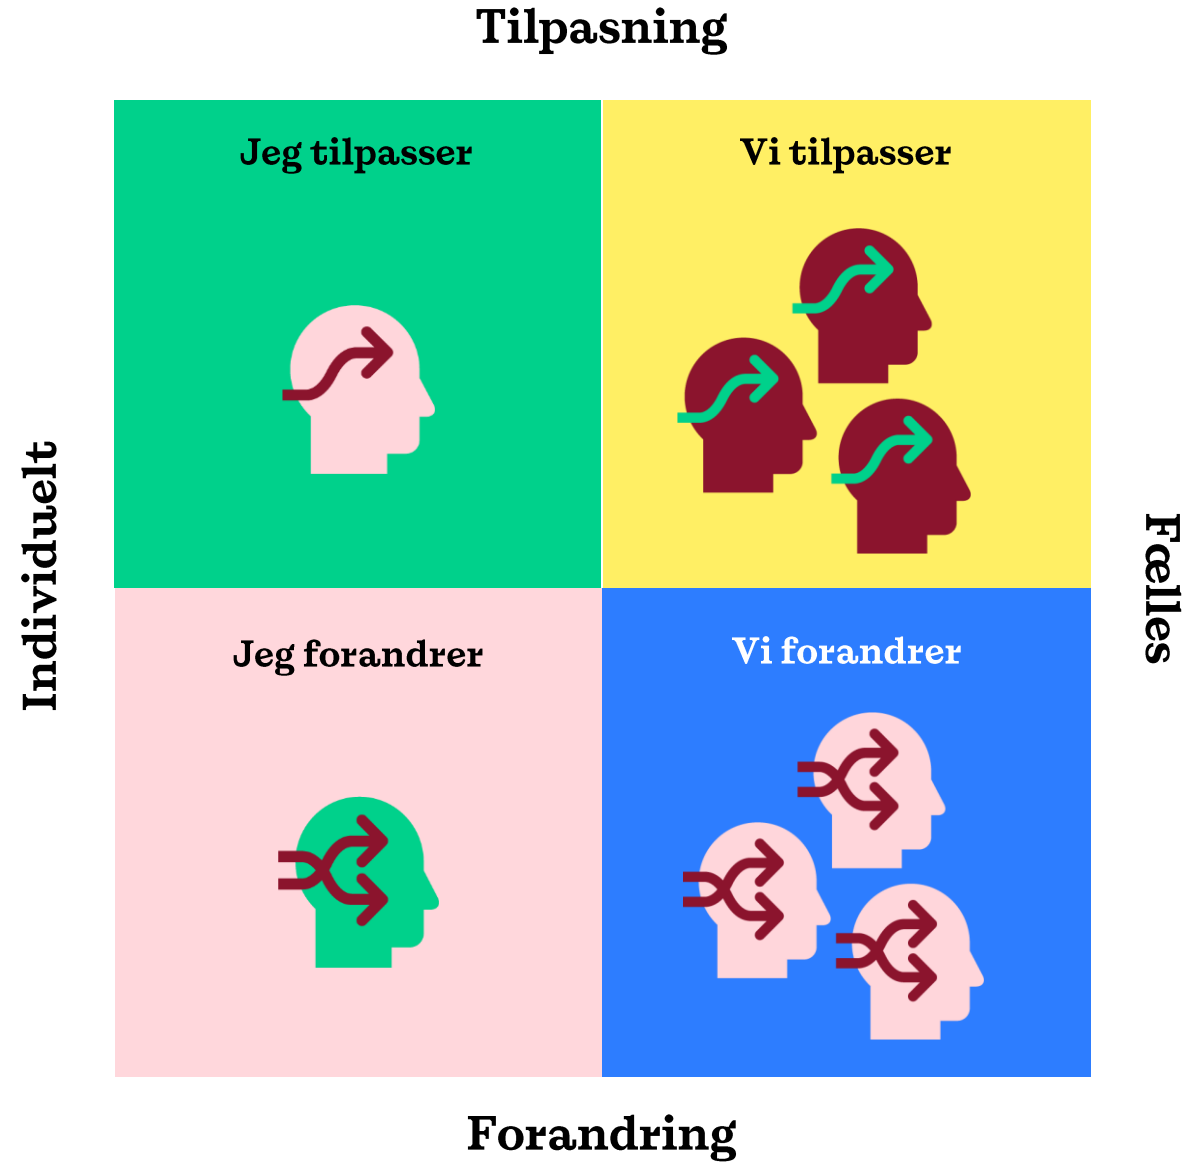 Tilpasning
Jeg tilpasser
Vi tilpasser
Individuelt
Fælles
Jeg forandrer
Vi forandrer
Forandring